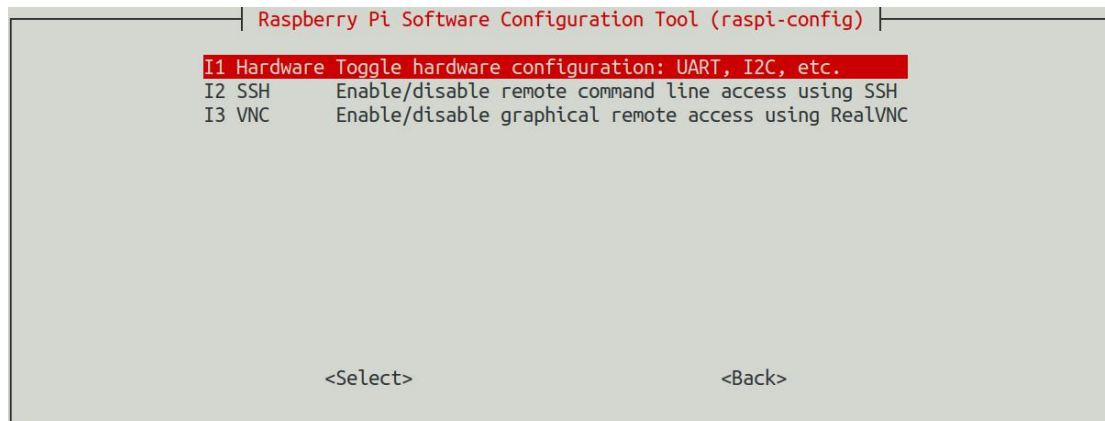 Raspberry Pi Software Configuration Tool (raspi-config)
I1 Hardware Toggle hardware configuration: UART, I2C, etc.
I2 SSH Enable/disable remote command line access using SSH
I3 VNC Enable/disable graphical remote access using RealVNC
<Select> <Back>